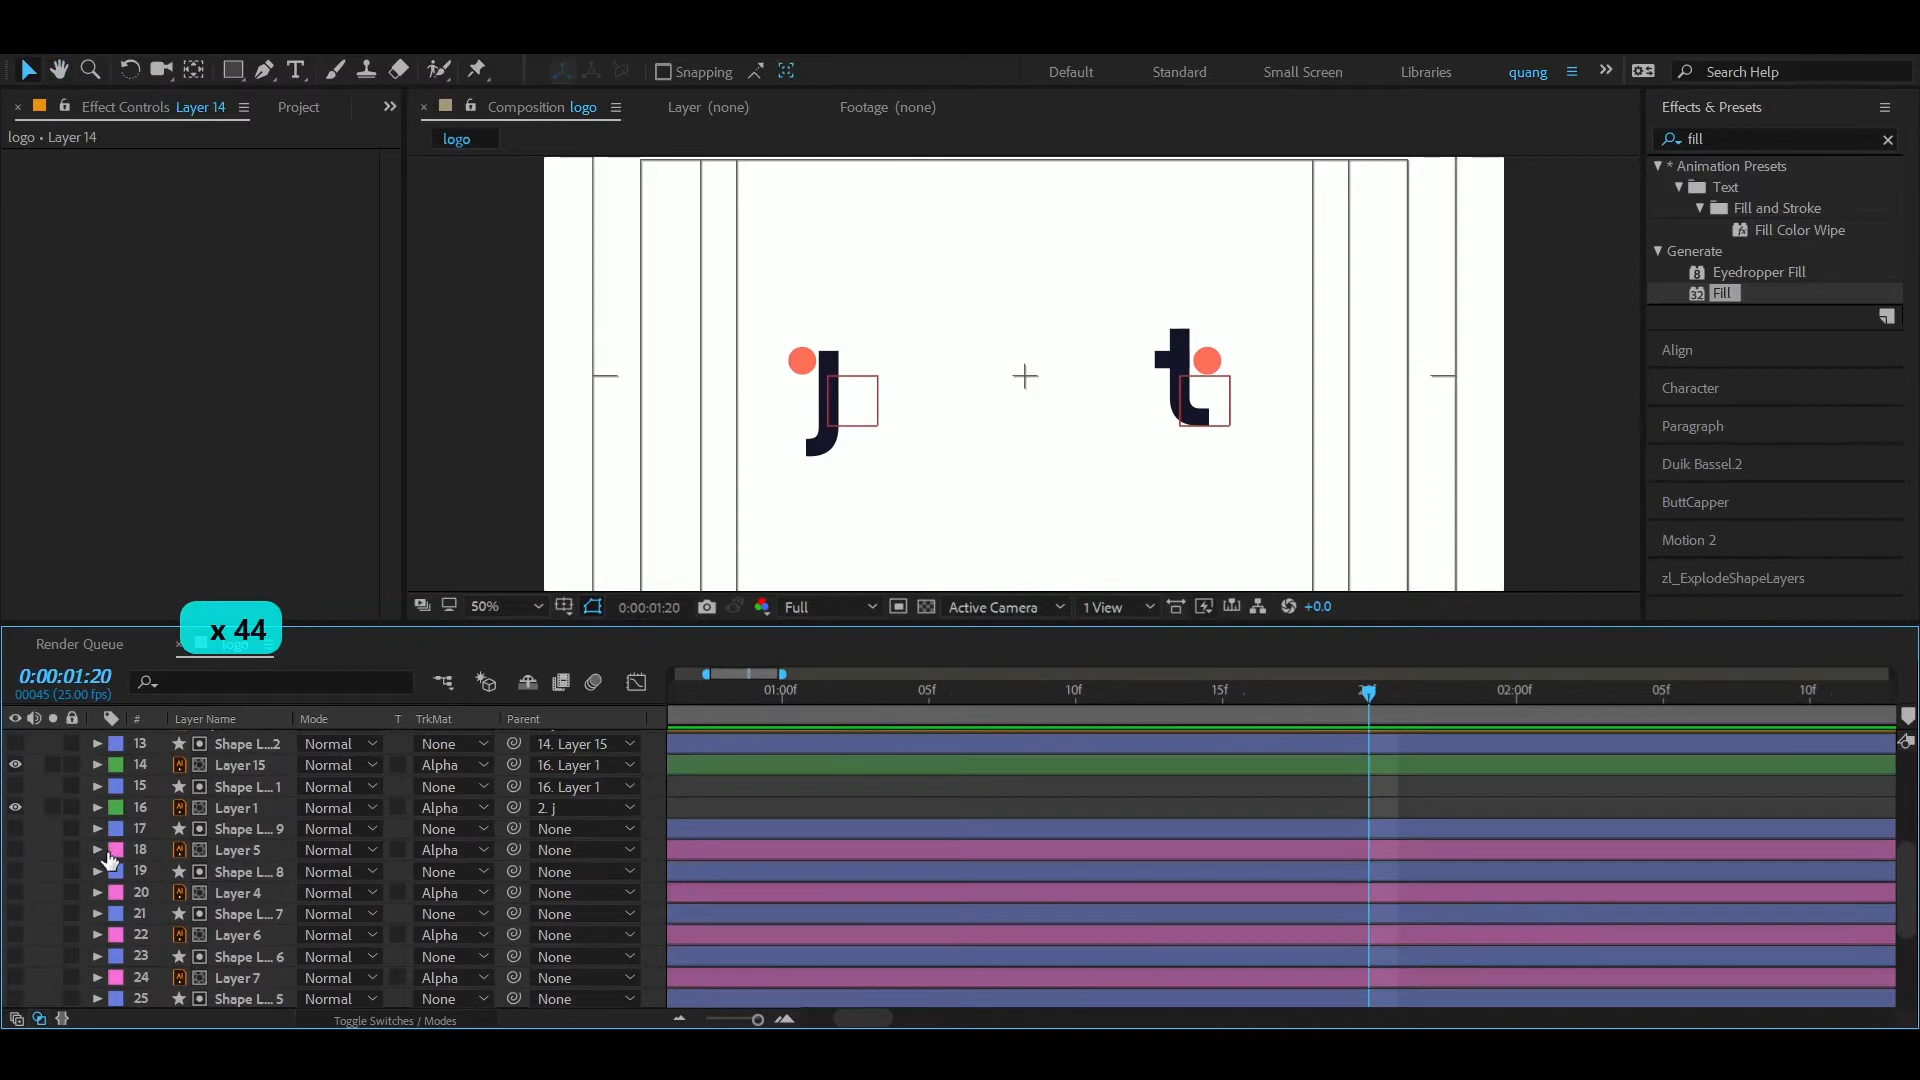 Snapping
Default
Standard
Small Screen
Libraries
quang
Search Help
Effect Controls Layer 14
Project
Composition logo
Layer (none)
Footage (none)
Effects & Presets
logo • Layer 14
logo
fill
* Animation Presets
Text
Fill and Stroke
Fill Color Wipe
Generate
Eyedropper Fill
Fill
Align
Character
Paragraph
Duik Bassel.2
ButtCapper
Motion 2
zl_ExplodeShapeLayers
j t
50%
0:00:01:20
Full
Active Camera
1 View
+0.0
x 44
Render Queue
0:00:01:20
00045 (25.00 fps)
01:00f 05f 10f 15f 02:00f 05f 10f
# Layer Name Mode T TrkMat Parent
13 Shape L...2 Normal None 14. Layer 15
14 Layer 15 Normal Alpha 16. Layer 1
15 Shape L... 1 Normal None 16. Layer 1
16 Layer 1 Normal Alpha 2. j
17 Shape L... 9 Normal None None
18 Layer 5 Normal Alpha None
19 Shape L... 8 Normal None None
20 Layer 4 Normal Alpha None
21 Shape L... 7 Normal None None
22 Layer 6 Normal Alpha None
23 Shape L... 6 Normal None None
24 Layer 7 Normal Alpha None
25 Shape L... 5 Normal None None
Toggle Switches / Modes